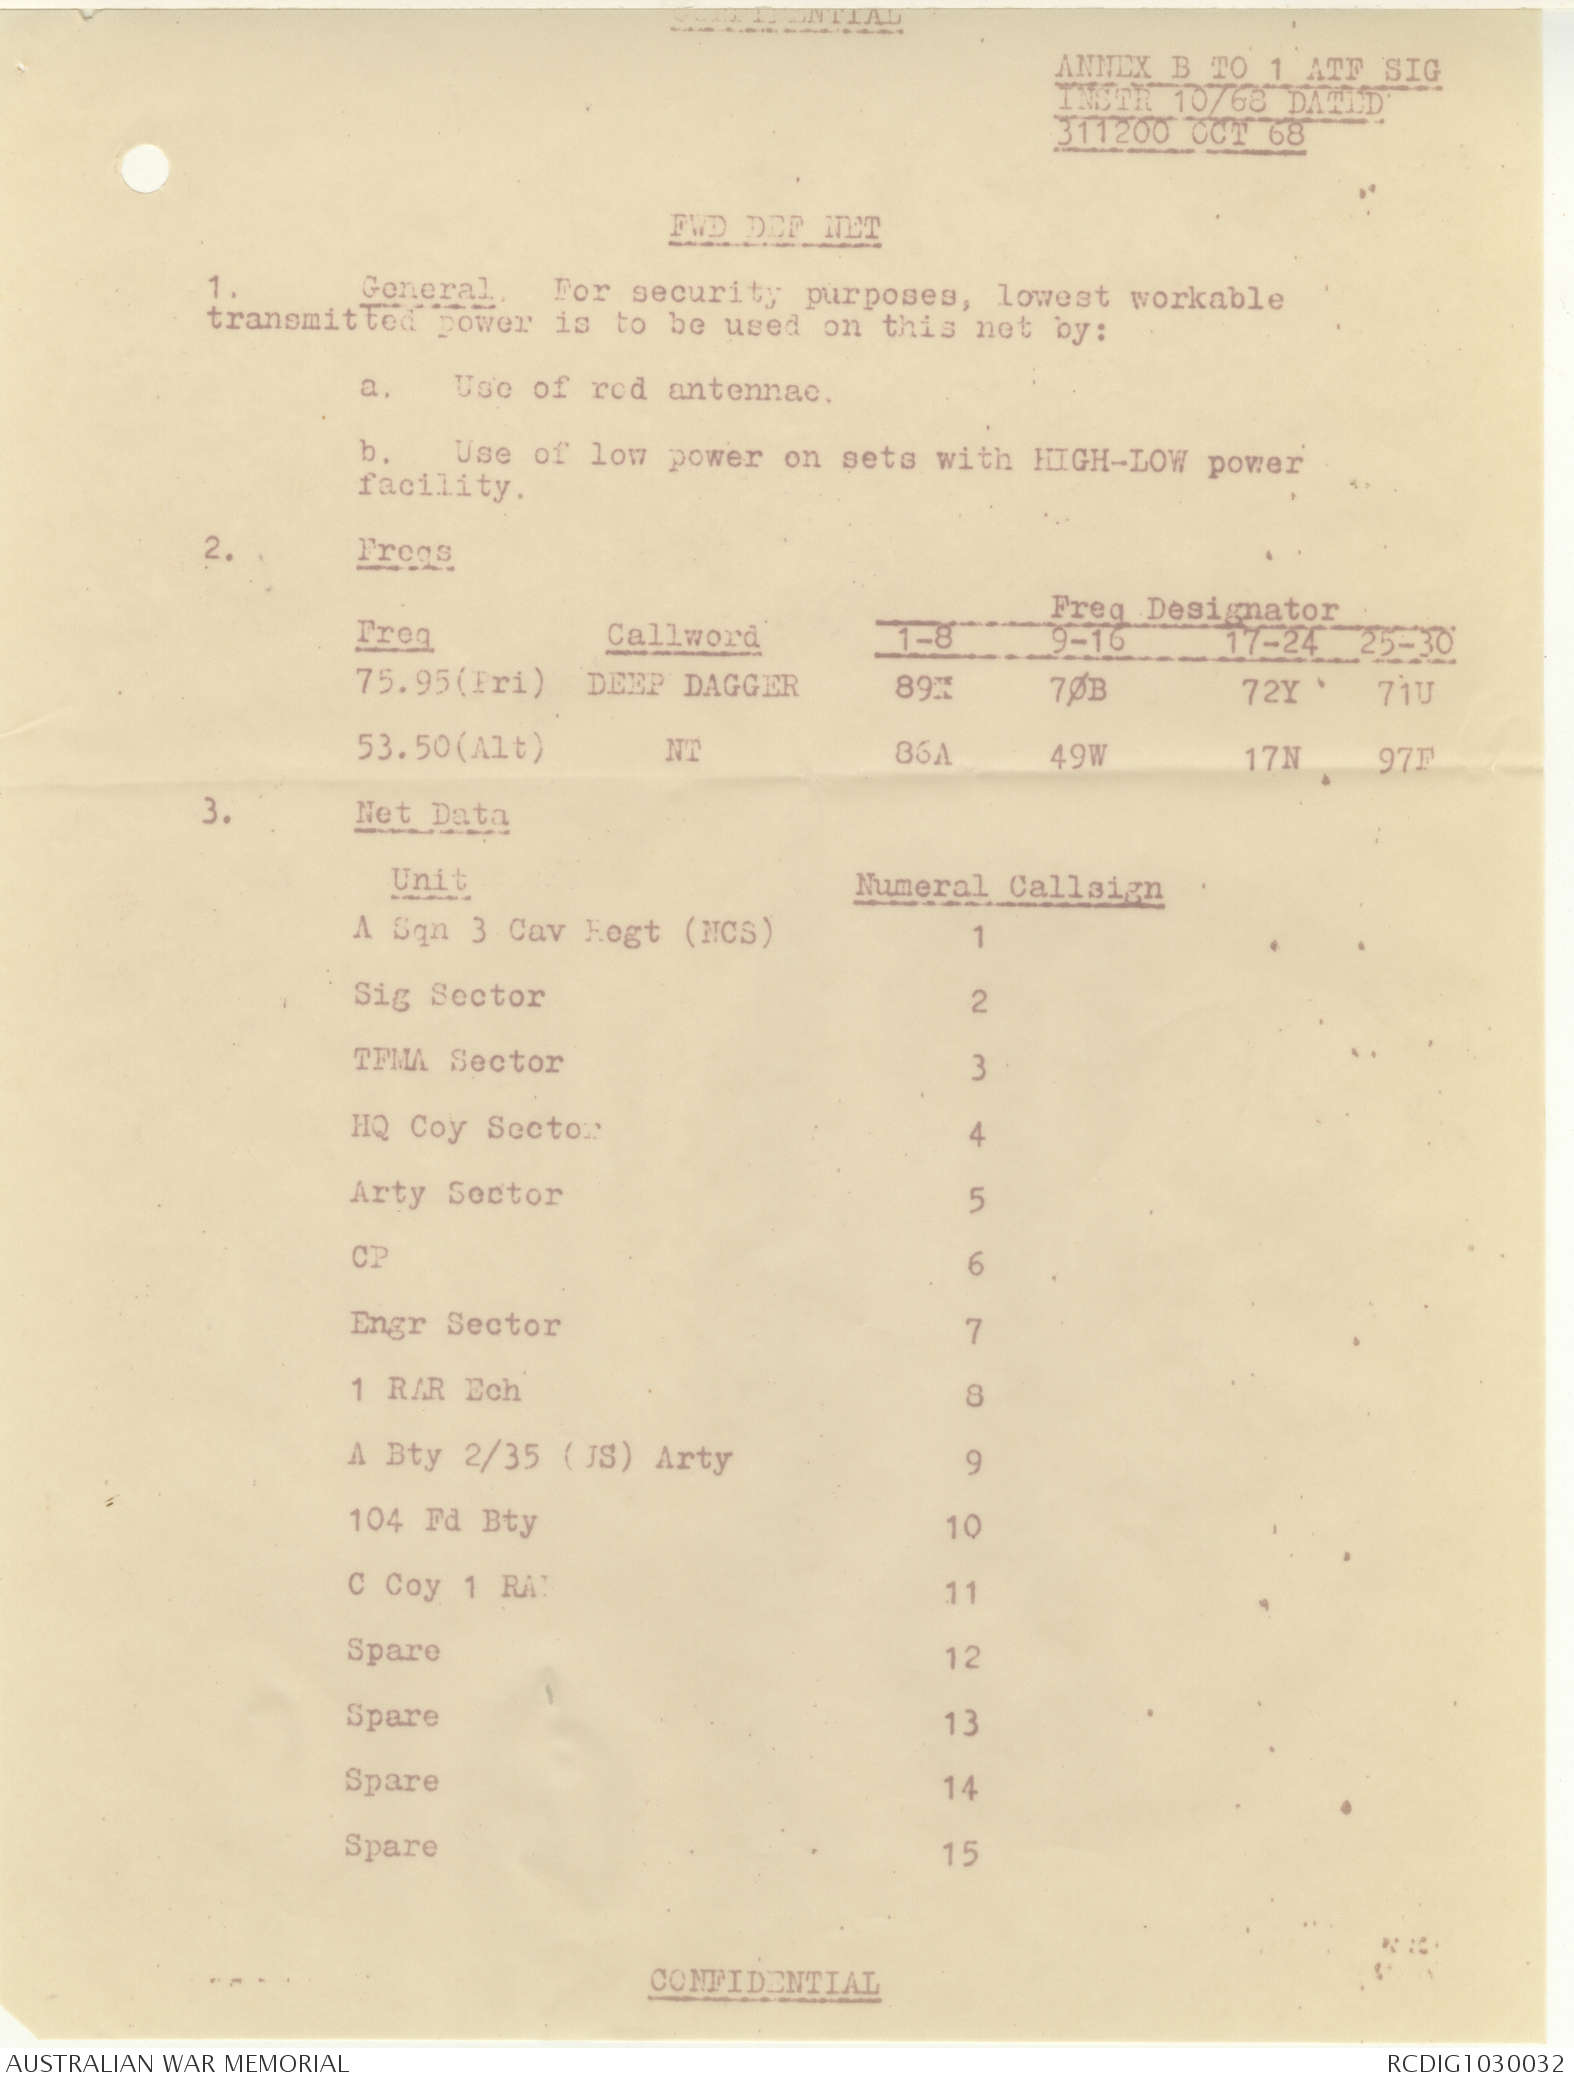 CONFIDENTIAL
ANNEX B TO 1 ATF SIG
INSTR 10/68 DATED
311200 OCT 68
FWD DEF NET
1. General. For security purposes, lowest workable
transmitted power is to be used on this net by:
a. Use of rod antennae.
b. Use of low power on sets with HIGH-LOW power
facility.
2. Freqs
Freq Designator
Freq Callword 1-8 9-16 17-24 25-30
75.95(Pri) DEEP DAGGER 89X 7ØB 72Y 71U
53.50(Alt) NT 86A 49W 17N 97F
3. Net Data
Unit Numeral Callsign
A Sqn 3 Cav Regt (NCS) 1
Sig Sector 2
TFMA Sector 3
HQ Coy Sector 4
Arty Sector 5
CP 6
Engr Sector 7
1 RAR Ech 8
A Bty 2/35 (US) Arty 9
104 Fd Bty 10
C Coy 1 RAR 11
Spare 12
Spare 13
Spare 14
Spare 15
CONFIDENTIAL
AUSTRALIAN WAR MEMORIAL RCDIG1030032